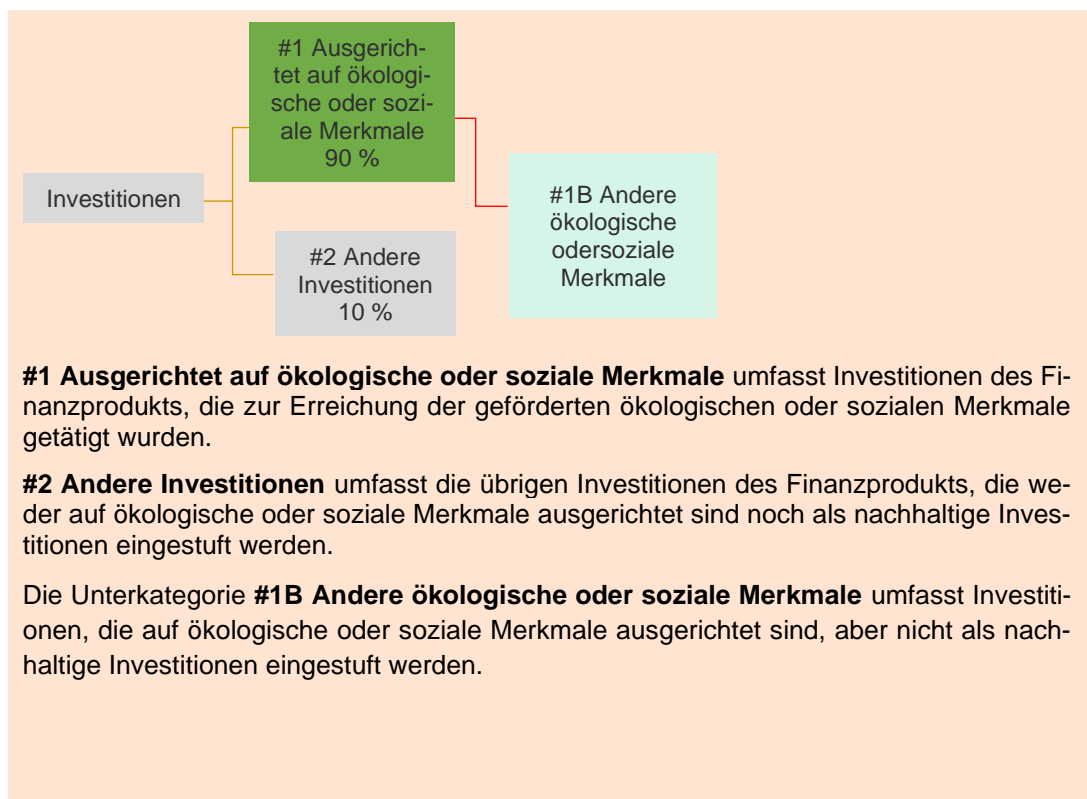 #1 Ausgerich-
tet auf ökologi-
sche oder sozi-
ale Merkmale
90 %
Investitionen
#1B Andere
ökologische
odersoziale
Merkmale
#2 Andere
Investitionen
10 %
#1 Ausgerichtet auf ökologische oder soziale Merkmale umfasst Investitionen des Fi-
nanzprodukts, die zur Erreichung der geförderten ökologischen oder sozialen Merkmale
getätigt wurden.
#2 Andere Investitionen umfasst die übrigen Investitionen des Finanzprodukts, die we-
der auf ökologische oder soziale Merkmale ausgerichtet sind noch als nachhaltige Inves-
titionen eingestuft werden.
Die Unterkategorie #1B Andere ökologische oder soziale Merkmale umfasst Investiti-
onen, die auf ökologische oder soziale Merkmale ausgerichtet sind, aber nicht als nach-
haltige Investitionen eingestuft werden.